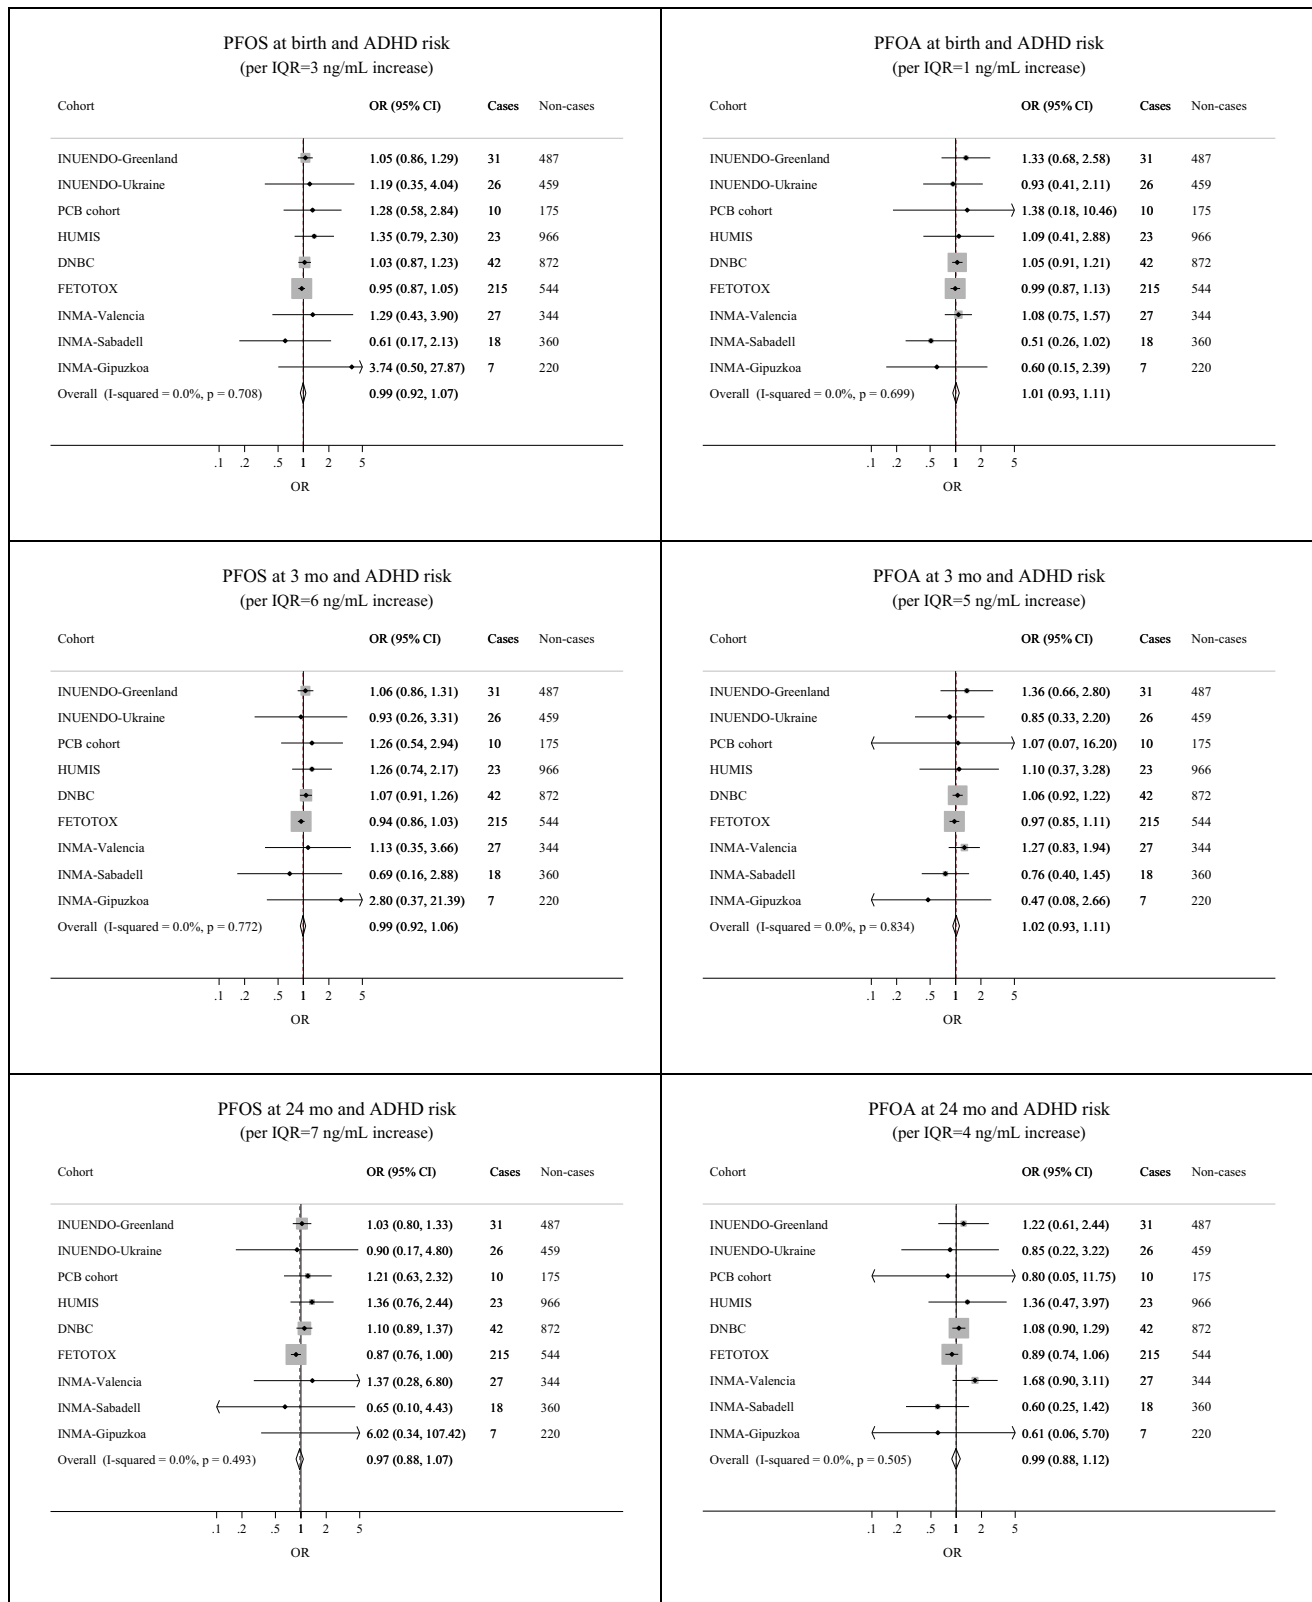 PFOS at birth and ADHD risk
(per IQR=3 ng/mL increase)
Cohort OR (95% CI) Cases Non-cases
INUENDO-Greenland 1.05 (0.86, 1.29) 31 487
INUENDO-Ukraine 1.19 (0.35, 4.04) 26 459
PCB cohort 1.28 (0.58, 2.84) 10 175
HUMIS 1.35 (0.79, 2.30) 23 966
DNBC 1.03 (0.87, 1.23) 42 872
FETOTOX 0.95 (0.87, 1.05) 215 544
INMA-Valencia 1.29 (0.43, 3.90) 27 344
INMA-Sabadell 0.61 (0.17, 2.13) 18 360
INMA-Gipuzkoa 3.74 (0.50, 27.87) 7 220
Overall (I-squared = 0.0%, p = 0.708) 0.99 (0.92, 1.07)
.1 .2 .5 1 2 5
OR
PFOA at birth and ADHD risk
(per IQR=1 ng/mL increase)
Cohort OR (95% CI) Cases Non-cases
INUENDO-Greenland 1.33 (0.68, 2.58) 31 487
INUENDO-Ukraine 0.93 (0.41, 2.11) 26 459
PCB cohort 1.38 (0.18, 10.46) 10 175
HUMIS 1.09 (0.41, 2.88) 23 966
DNBC 1.05 (0.91, 1.21) 42 872
FETOTOX 0.99 (0.87, 1.13) 215 544
INMA-Valencia 1.08 (0.75, 1.57) 27 344
INMA-Sabadell 0.51 (0.26, 1.02) 18 360
INMA-Gipuzkoa 0.60 (0.15, 2.39) 7 220
Overall (I-squared = 0.0%, p = 0.699) 1.01 (0.93, 1.11)
.1 .2 .5 1 2 5
OR
PFOS at 3 mo and ADHD risk
(per IQR=6 ng/mL increase)
Cohort OR (95% CI) Cases Non-cases
INUENDO-Greenland 1.06 (0.86, 1.31) 31 487
INUENDO-Ukraine 0.93 (0.26, 3.31) 26 459
PCB cohort 1.26 (0.54, 2.94) 10 175
HUMIS 1.26 (0.74, 2.17) 23 966
DNBC 1.07 (0.91, 1.26) 42 872
FETOTOX 0.94 (0.86, 1.03) 215 544
INMA-Valencia 1.13 (0.35, 3.66) 27 344
INMA-Sabadell 0.69 (0.16, 2.88) 18 360
INMA-Gipuzkoa 2.80 (0.37, 21.39) 7 220
Overall (I-squared = 0.0%, p = 0.772) 0.99 (0.92, 1.06)
.1 .2 .5 1 2 5
OR
PFOA at 3 mo and ADHD risk
(per IQR=5 ng/mL increase)
Cohort OR (95% CI) Cases Non-cases
INUENDO-Greenland 1.36 (0.66, 2.80) 31 487
INUENDO-Ukraine 0.85 (0.33, 2.20) 26 459
PCB cohort 1.07 (0.07, 16.20) 10 175
HUMIS 1.10 (0.37, 3.28) 23 966
DNBC 1.06 (0.92, 1.22) 42 872
FETOTOX 0.97 (0.85, 1.11) 215 544
INMA-Valencia 1.27 (0.83, 1.94) 27 344
INMA-Sabadell 0.76 (0.40, 1.45) 18 360
INMA-Gipuzkoa 0.47 (0.08, 2.66) 7 220
Overall (I-squared = 0.0%, p = 0.834) 1.02 (0.93, 1.11)
.1 .2 .5 1 2 5
OR
PFOS at 24 mo and ADHD risk
(per IQR=7 ng/mL increase)
Cohort OR (95% CI) Cases Non-cases
INUENDO-Greenland 1.03 (0.80, 1.33) 31 487
INUENDO-Ukraine 0.90 (0.17, 4.80) 26 459
PCB cohort 1.21 (0.63, 2.32) 10 175
HUMIS 1.36 (0.76, 2.44) 23 966
DNBC 1.10 (0.89, 1.37) 42 872
FETOTOX 0.87 (0.76, 1.00) 215 544
INMA-Valencia 1.37 (0.28, 6.80) 27 344
INMA-Sabadell 0.65 (0.10, 4.43) 18 360
INMA-Gipuzkoa 6.02 (0.34, 107.42) 7 220
Overall (I-squared = 0.0%, p = 0.493) 0.97 (0.88, 1.07)
.1 .2 .5 1 2 5
OR
PFOA at 24 mo and ADHD risk
(per IQR=4 ng/mL increase)
Cohort OR (95% CI) Cases Non-cases
INUENDO-Greenland 1.22 (0.61, 2.44) 31 487
INUENDO-Ukraine 0.85 (0.22, 3.22) 26 459
PCB cohort 0.80 (0.05, 11.75) 10 175
HUMIS 1.36 (0.47, 3.97) 23 966
DNBC 1.08 (0.90, 1.29) 42 872
FETOTOX 0.89 (0.74, 1.06) 215 544
INMA-Valencia 1.68 (0.90, 3.11) 27 344
INMA-Sabadell 0.60 (0.25, 1.42) 18 360
INMA-Gipuzkoa 0.61 (0.06, 5.70) 7 220
Overall (I-squared = 0.0%, p = 0.505) 0.99 (0.88, 1.12)
.1 .2 .5 1 2 5
OR